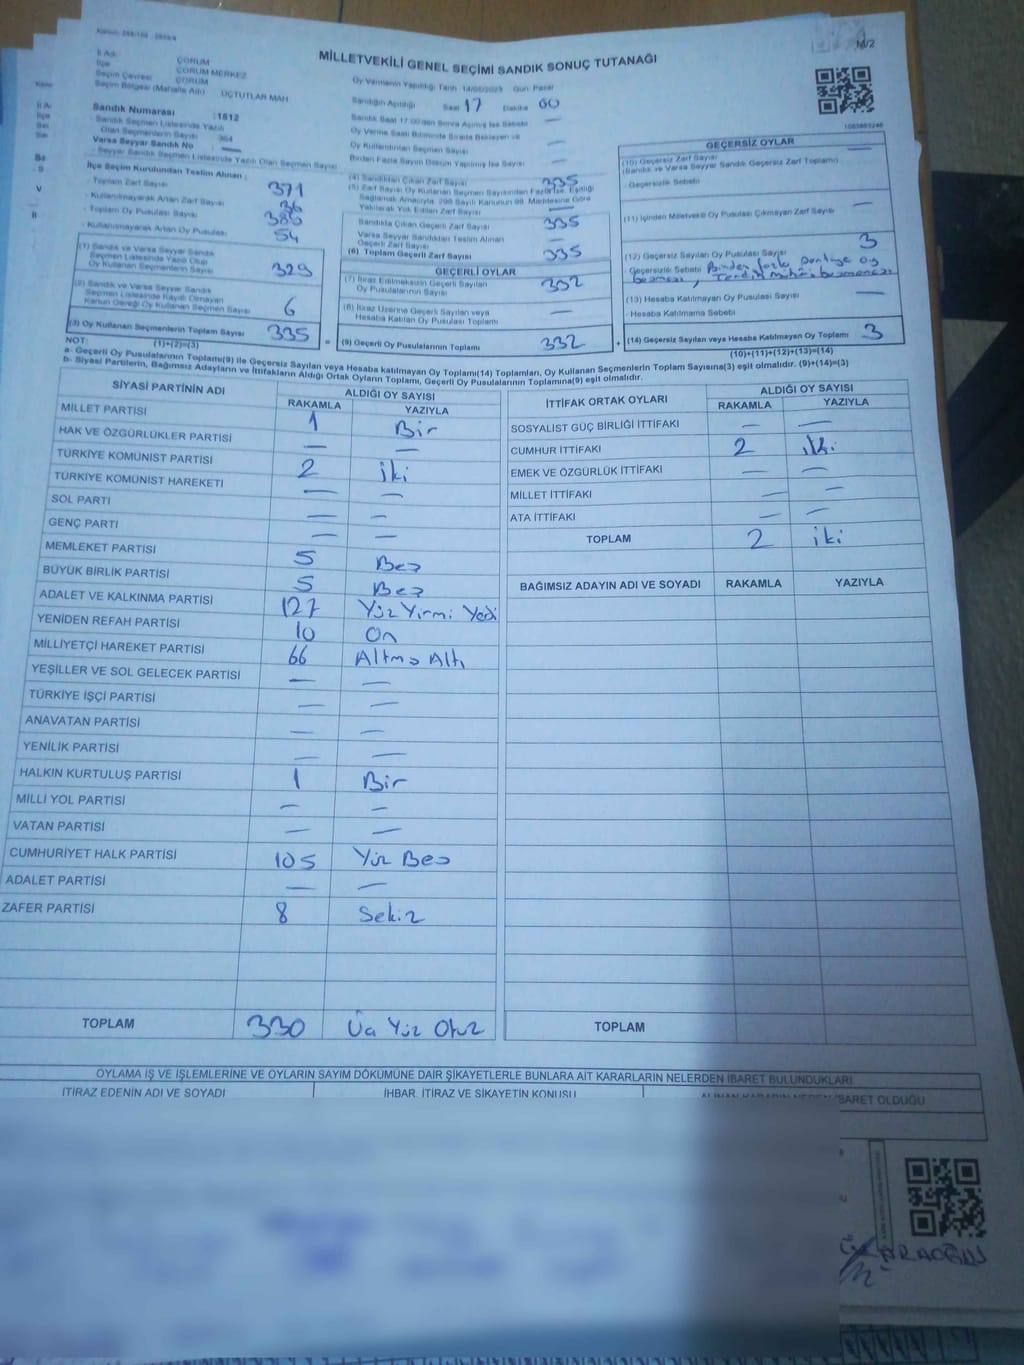 M/2
MİLLETVEKİLİ GENEL SEÇİMİ SANDIK SONUÇ TUTANAĞI
İl Adı ÇORUM
İlçe ÇORUM MERKEZ
Seçim Çevresi ÇORUM
Seçim Bölgesi (Mahalle Adı) ÜÇTUTLAR MAH
Sandık Numarası :1812
- Sandık Seçmen Listesinde Yazılı Olan Seçmenlerin Sayısı 364
Varsa Seyyar Sandık No —
- Seyyar Sandık Seçmen Listesinde Yazılı Olan Seçmen Sayısı
İlçe Seçim Kurulundan Teslim Alınan :
- Toplam Zarf Sayısı 371
- Kullanılmayarak Artan Zarf Sayısı 36
- Toplam Oy Pusulası Sayısı
- Kullanılmayarak Artan Oy Pusulası 54
(1) Sandık ve Varsa Seyyar Sandık Seçmen Listesinde Yazılı Olup Oy Kullanan Seçmenlerin Sayısı 329
(2) Sandık ve Varsa Seyyar Sandık Seçmen Listesinde Kayıtlı Olmayan Kanun Gereği Oy Kullanan Seçmen Sayısı 6
(3) Oy Kullanan Seçmenlerin Toplam Sayısı 335
(1)+(2)=(3)
Oy Vermenin Yapıldığı Tarih 14/05/2023 Gün Pazar
Sandığın Açıldığı Saat 17 Dakika 00
Sandık Saat 17.00'den Sonra Açılmış İse Sebebi —
Oy Verme Saati Bitiminde Sırada Bekleyen ve Oy Kullandırılan Seçmen Sayısı —
Birden Fazla Sayım Döküm Yapılmış İse Sayısı —
(4) Sandıktan Çıkan Zarf Sayısı 335
(5) Zarf Sayısı Oy Kullanan Seçmen Sayısından Fazla İse, Eşitliği Sağlamak Amacıyla, 298 Sayılı Kanunun 98. Maddesine Göre Yakılarak Yok Edilen Zarf Sayısı —
Sandıkta Çıkan Geçerli Zarf Sayısı 335
Varsa Seyyar Sandıktan Teslim Alınan Geçerli Zarf Sayısı —
(6) Toplam Geçerli Zarf Sayısı 335
GEÇERLİ OYLAR
(7) İtiraz Edilmeksizin Geçerli Sayılan Oy Pusulalarının Sayısı 332
(8) İtiraz Üzerine Geçerli Sayılan veya Hesaba Katılan Oy Pusulası Toplamı —
= (9) Geçerli Oy Pusulalarının Toplamı 332
1083803246
GEÇERSİZ OYLAR
(10) Geçersiz Zarf Sayısı —
(Sandık ve Varsa Seyyar Sandık Geçersiz Zarf Toplamı)
- Geçersizlik Sebebi
(11) İçinden Milletvekili Oy Pusulası Çıkmayan Zarf Sayısı —
(12) Geçersiz Sayılan Oy Pusulası Sayısı 3
- Geçersizlik Sebebi Birden fazla partiye oy
(13) Hesaba Katılmayan Oy Pusulası Sayısı —
- Hesaba Katılmama Sebebi
+ (14) Geçersiz Sayılan veya Hesaba Katılmayan Oy Toplamı 3
(10)+(11)+(12)+(13)=(14)
NOT:
a- Geçerli Oy Pusulalarının Toplamı(9) ile Geçersiz Sayılan veya Hesaba katılmayan Oy Toplamı(14) Toplamları, Oy Kullanan Seçmenlerin Toplam Sayısına(3) eşit olmalıdır. (9)+(14)=(3)
b- Siyasi Partilerin, Bağımsız Adayların ve İttifakların Aldığı Ortak Oyların Toplamı, Geçerli Oy Pusulalarının Toplamına(9) eşit olmalıdır.
SİYASİ PARTİNİN ADI ALDIĞI OY SAYISI
RAKAMLA YAZIYLA
MİLLET PARTİSİ 1 Bir
HAK VE ÖZGÜRLÜKLER PARTİSİ — —
TÜRKİYE KOMÜNİST PARTİSİ 2 iki
TÜRKİYE KOMÜNİST HAREKETİ — —
SOL PARTİ — —
GENÇ PARTİ — —
MEMLEKET PARTİSİ 5 Beş
BÜYÜK BİRLİK PARTİSİ 5 Beş
ADALET VE KALKINMA PARTİSİ 127 Yüz Yirmi Yedi
YENİDEN REFAH PARTİSİ 10 On
MİLLİYETÇİ HAREKET PARTİSİ 66 Altmış Altı
YEŞİLLER VE SOL GELECEK PARTİSİ — —
TÜRKİYE İŞÇİ PARTİSİ — —
ANAVATAN PARTİSİ — —
YENİLİK PARTİSİ — —
HALKIN KURTULUŞ PARTİSİ 1 Bir
MİLLİ YOL PARTİSİ — —
VATAN PARTİSİ — —
CUMHURİYET HALK PARTİSİ 105 Yüz Beş
ADALET PARTİSİ — —
ZAFER PARTİSİ 8 Sekiz
TOPLAM 330 Üç Yüz Otuz
İTTİFAK ORTAK OYLARI ALDIĞI OY SAYISI
RAKAMLA YAZIYLA
SOSYALİST GÜÇ BİRLİĞİ İTTİFAKI — —
CUMHUR İTTİFAKI 2 iki
EMEK VE ÖZGÜRLÜK İTTİFAKI — —
MİLLET İTTİFAKI — —
ATA İTTİFAKI — —
TOPLAM 2 iki
BAĞIMSIZ ADAYIN ADI VE SOYADI RAKAMLA YAZIYLA
TOPLAM
OYLAMA İŞ VE İŞLEMLERİNE VE OYLARIN SAYIM DÖKÜMÜNE DAİR ŞİKAYETLERLE BUNLARA AİT KARARLARIN NELERDEN İBARET BULUNDUKLARI
İTİRAZ EDENİN ADI VE SOYADI İHBAR, İTİRAZ VE ŞİKAYETİN KONUSU ALINAN KARARIN NEDEN İBARET OLDUĞU